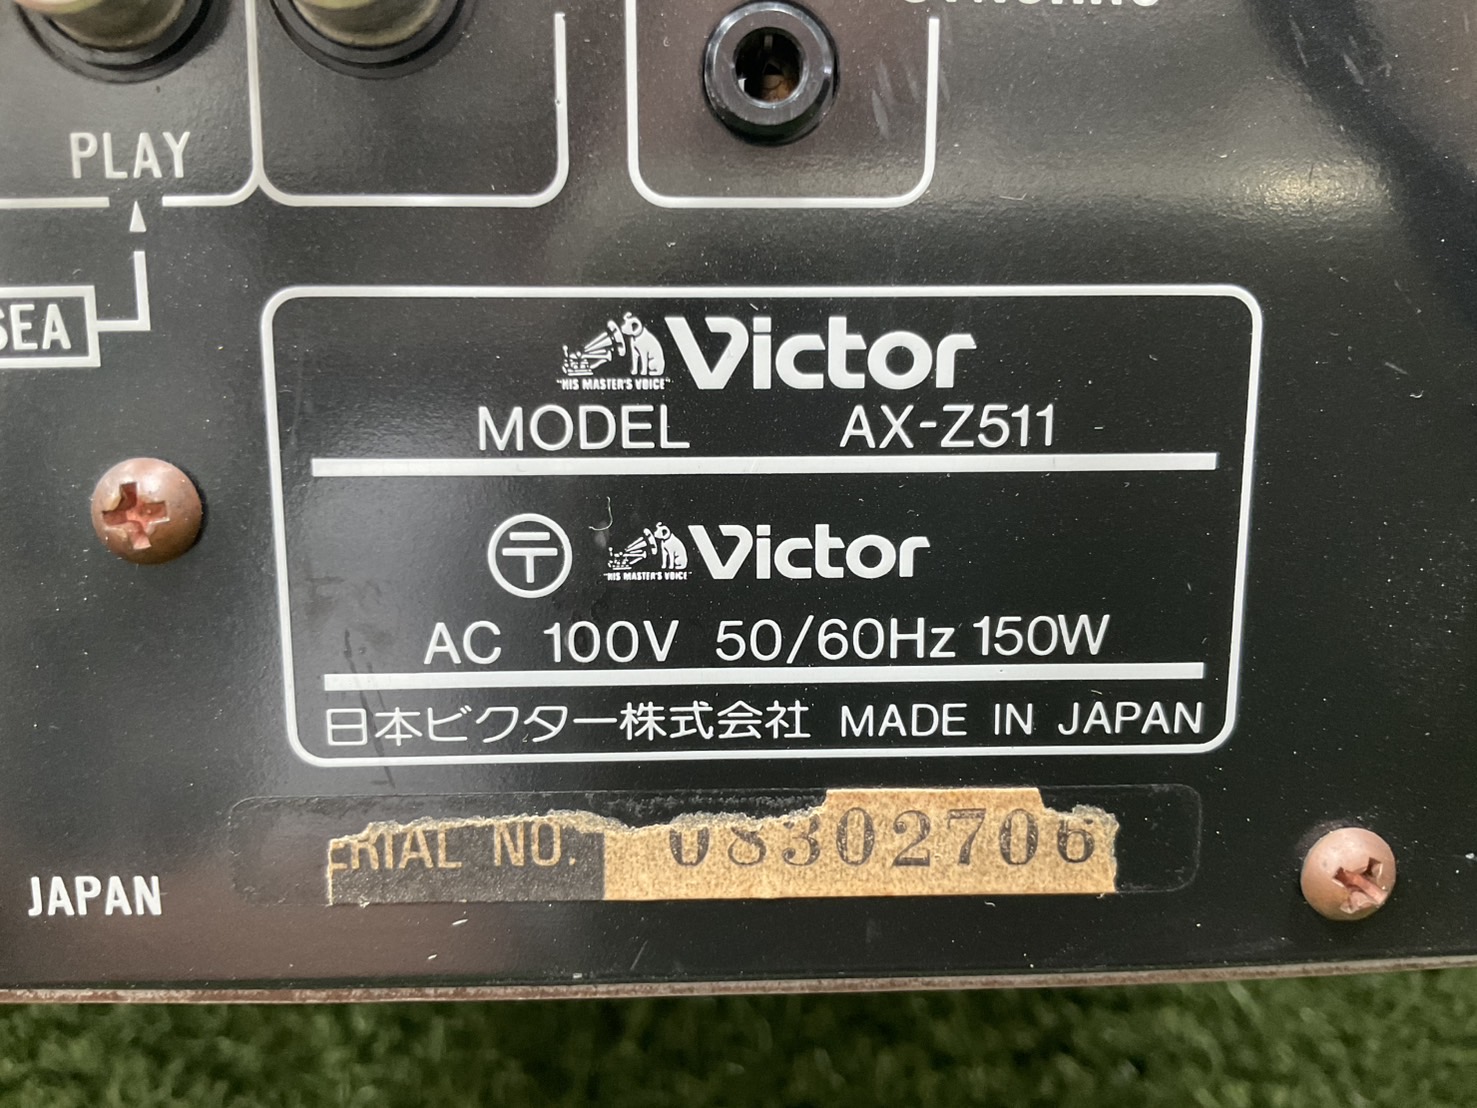 PLAY
SEA
"HIS MASTER'S VOICE" Victor
MODEL AX-Z511
〒 "HIS MASTER'S VOICE" Victor
AC 100V 50/60Hz 150W
日本ビクター株式会社 MADE IN JAPAN
ERIAL NO. 08302706
JAPAN